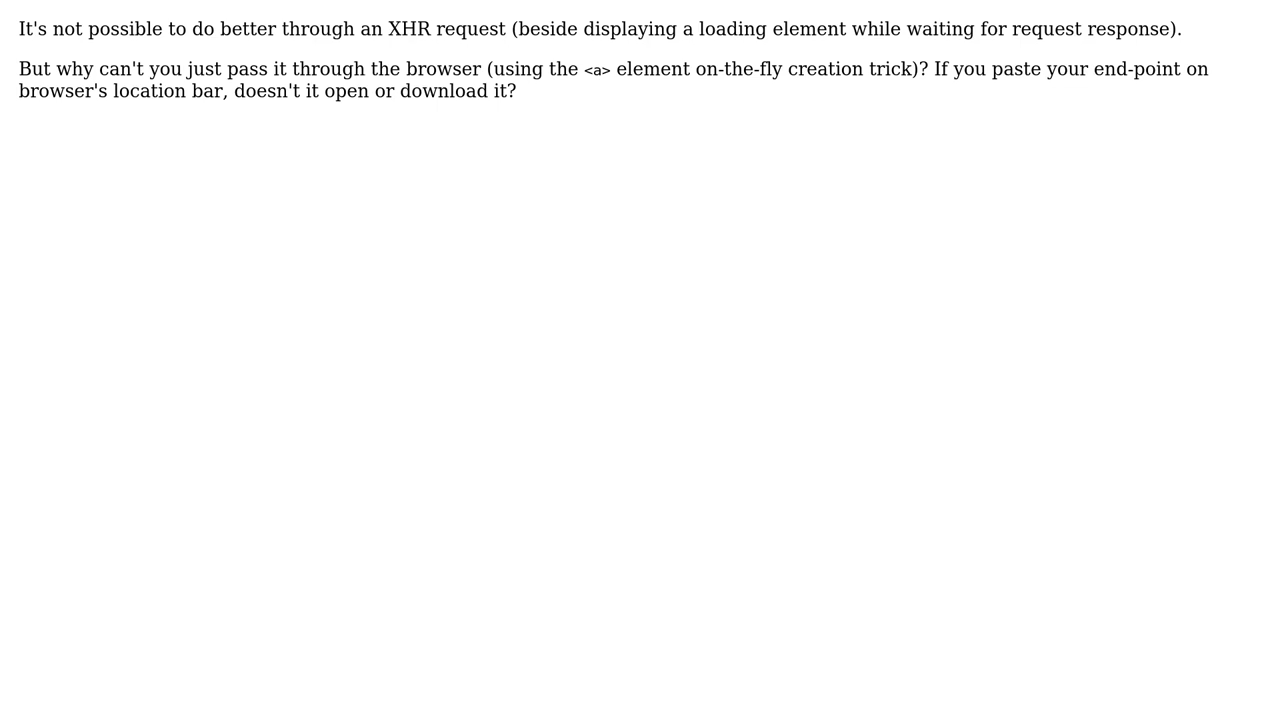 It's not possible to do better through an XHR request (beside displaying a loading element while waiting for request response).
But why can't you just pass it through the browser (using the <a> element on-the-fly creation trick)? If you paste your end-point on
browser's location bar, doesn't it open or download it?